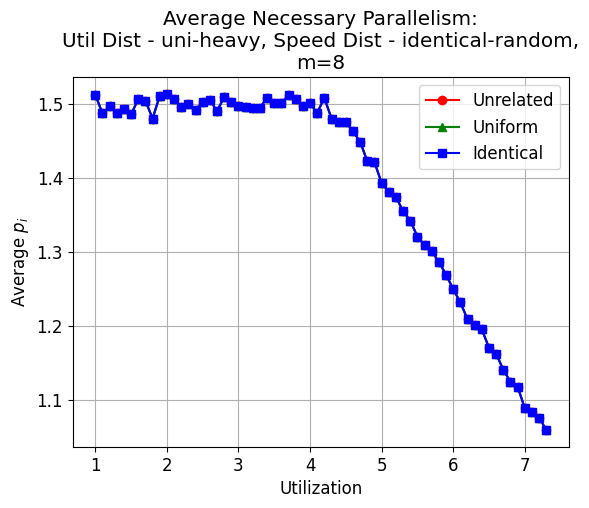 Average Necessary Parallelism:
Util Dist - uni-heavy, Speed Dist - identical-random,
m=8
Unrelated
Uniform
Identical
1.5
1.4
1.3
1.2
1.1
Average $p_i$
1 2 3 4 5 6 7
Utilization